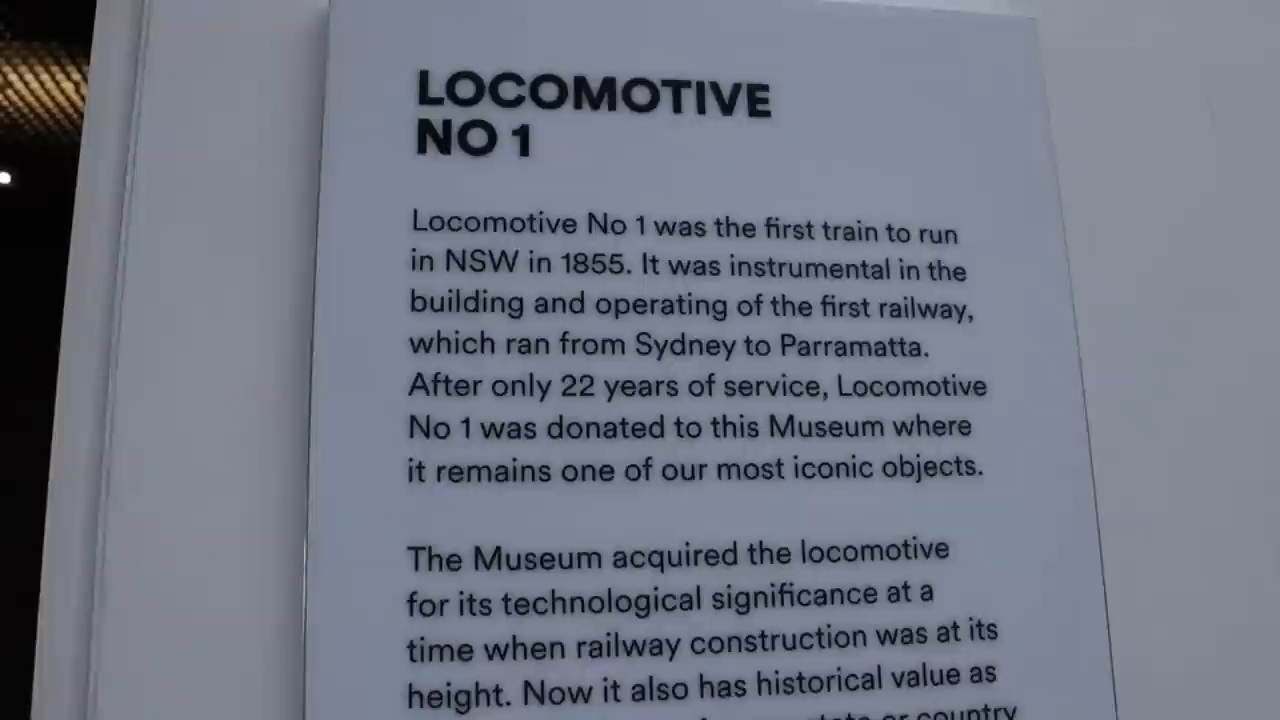 LOCOMOTIVE
NO 1
Locomotive No 1 was the first train to run
in NSW in 1855. It was instrumental in the
building and operating of the first railway,
which ran from Sydney to Parramatta.
After only 22 years of service, Locomotive
No 1 was donated to this Museum where
it remains one of our most iconic objects.
The Museum acquired the locomotive
for its technological significance at a
time when railway construction was at its
height. Now it also has historical value as
state or country